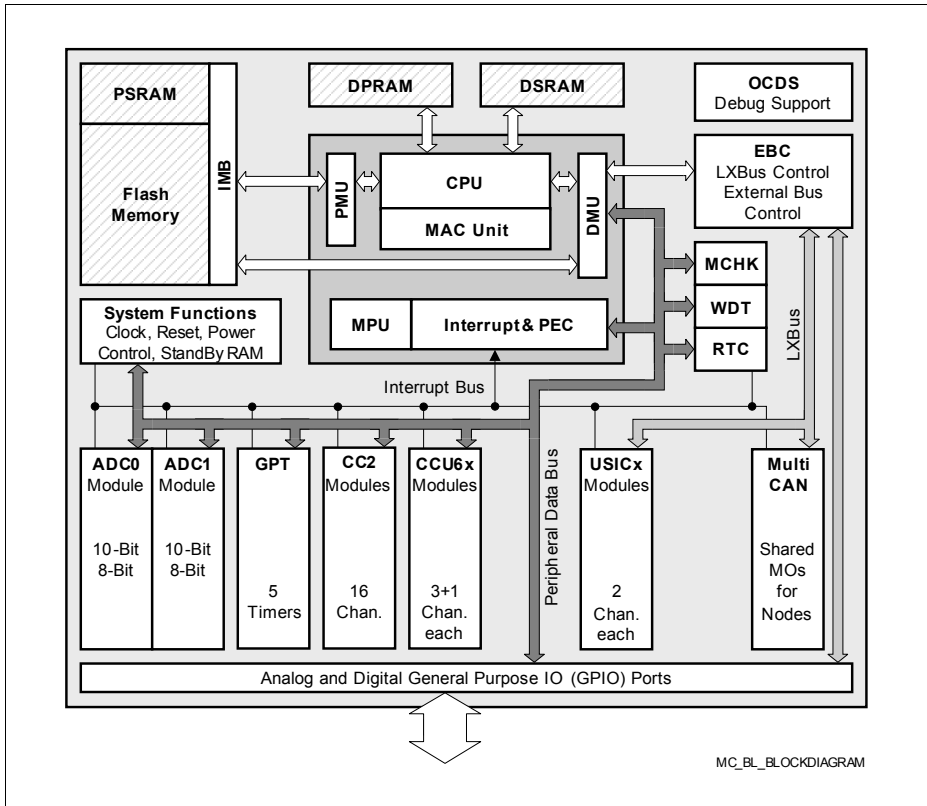 PSRAM
Flash
Memory
IMB
DPRAM
DSRAM
OCDS
Debug Support
PMU
CPU
MAC Unit
DMU
EBC
LXBus Control
External Bus
Control
MCHK
WDT
RTC
LXBus
System Functions
Clock, Reset, Power
Control, StandBy RAM
MPU
Interrupt & PEC
Interrupt Bus
ADC0
Module
10-Bit
8-Bit
ADC1
Module
10-Bit
8-Bit
GPT
5
Timers
CC2
Modules
16
Chan.
CCU6x
Modules
3+1
Chan.
each
Peripheral Data Bus
USICx
Modules
2
Chan.
each
Multi
CAN
Shared
MOs
for
Nodes
Analog and Digital General Purpose IO (GPIO) Ports
MC_BL_BLOCKDIAGRAM